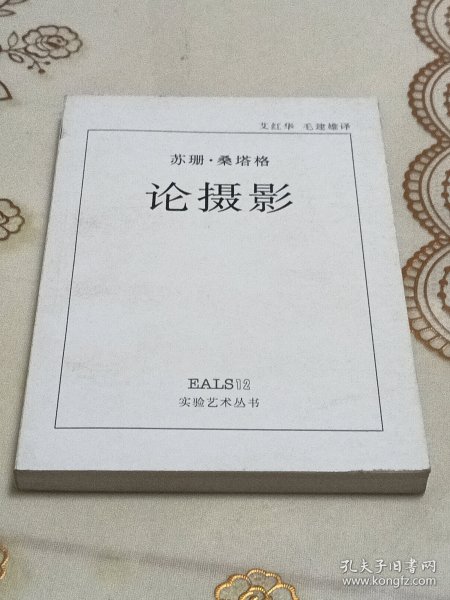 艾红华 毛建雄译
苏珊·桑塔格
论摄影
EALS12
实验艺术丛书
孔夫子旧书网
www.kongfz.com